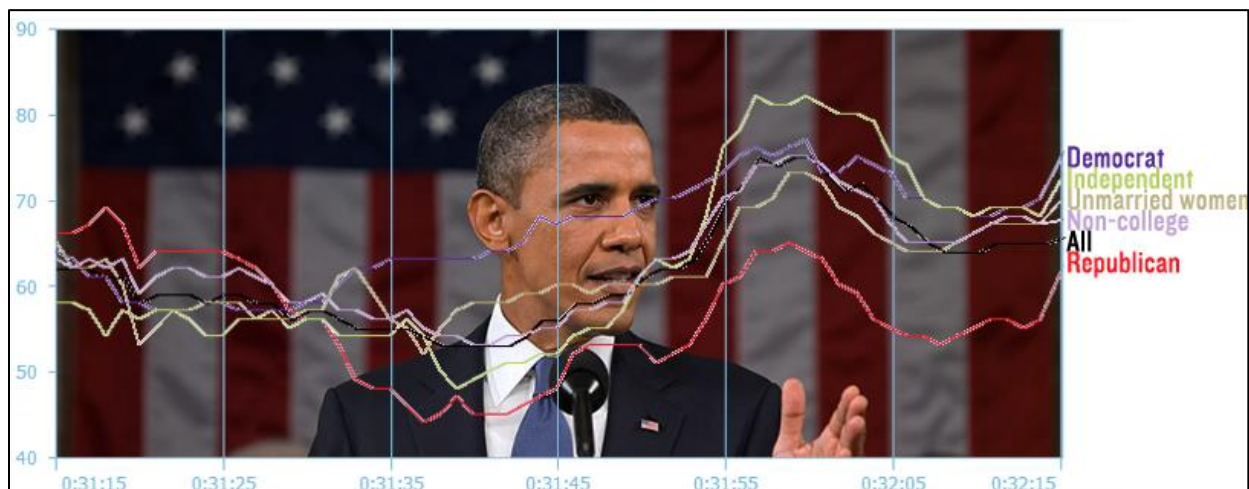 90
80
70
60
50
40
Democrat
Independent
Unmarried women
Non-college
All
Republican
0:31:15 0:31:25 0:31:35 0:31:45 0:31:55 0:32:05 0:32:15